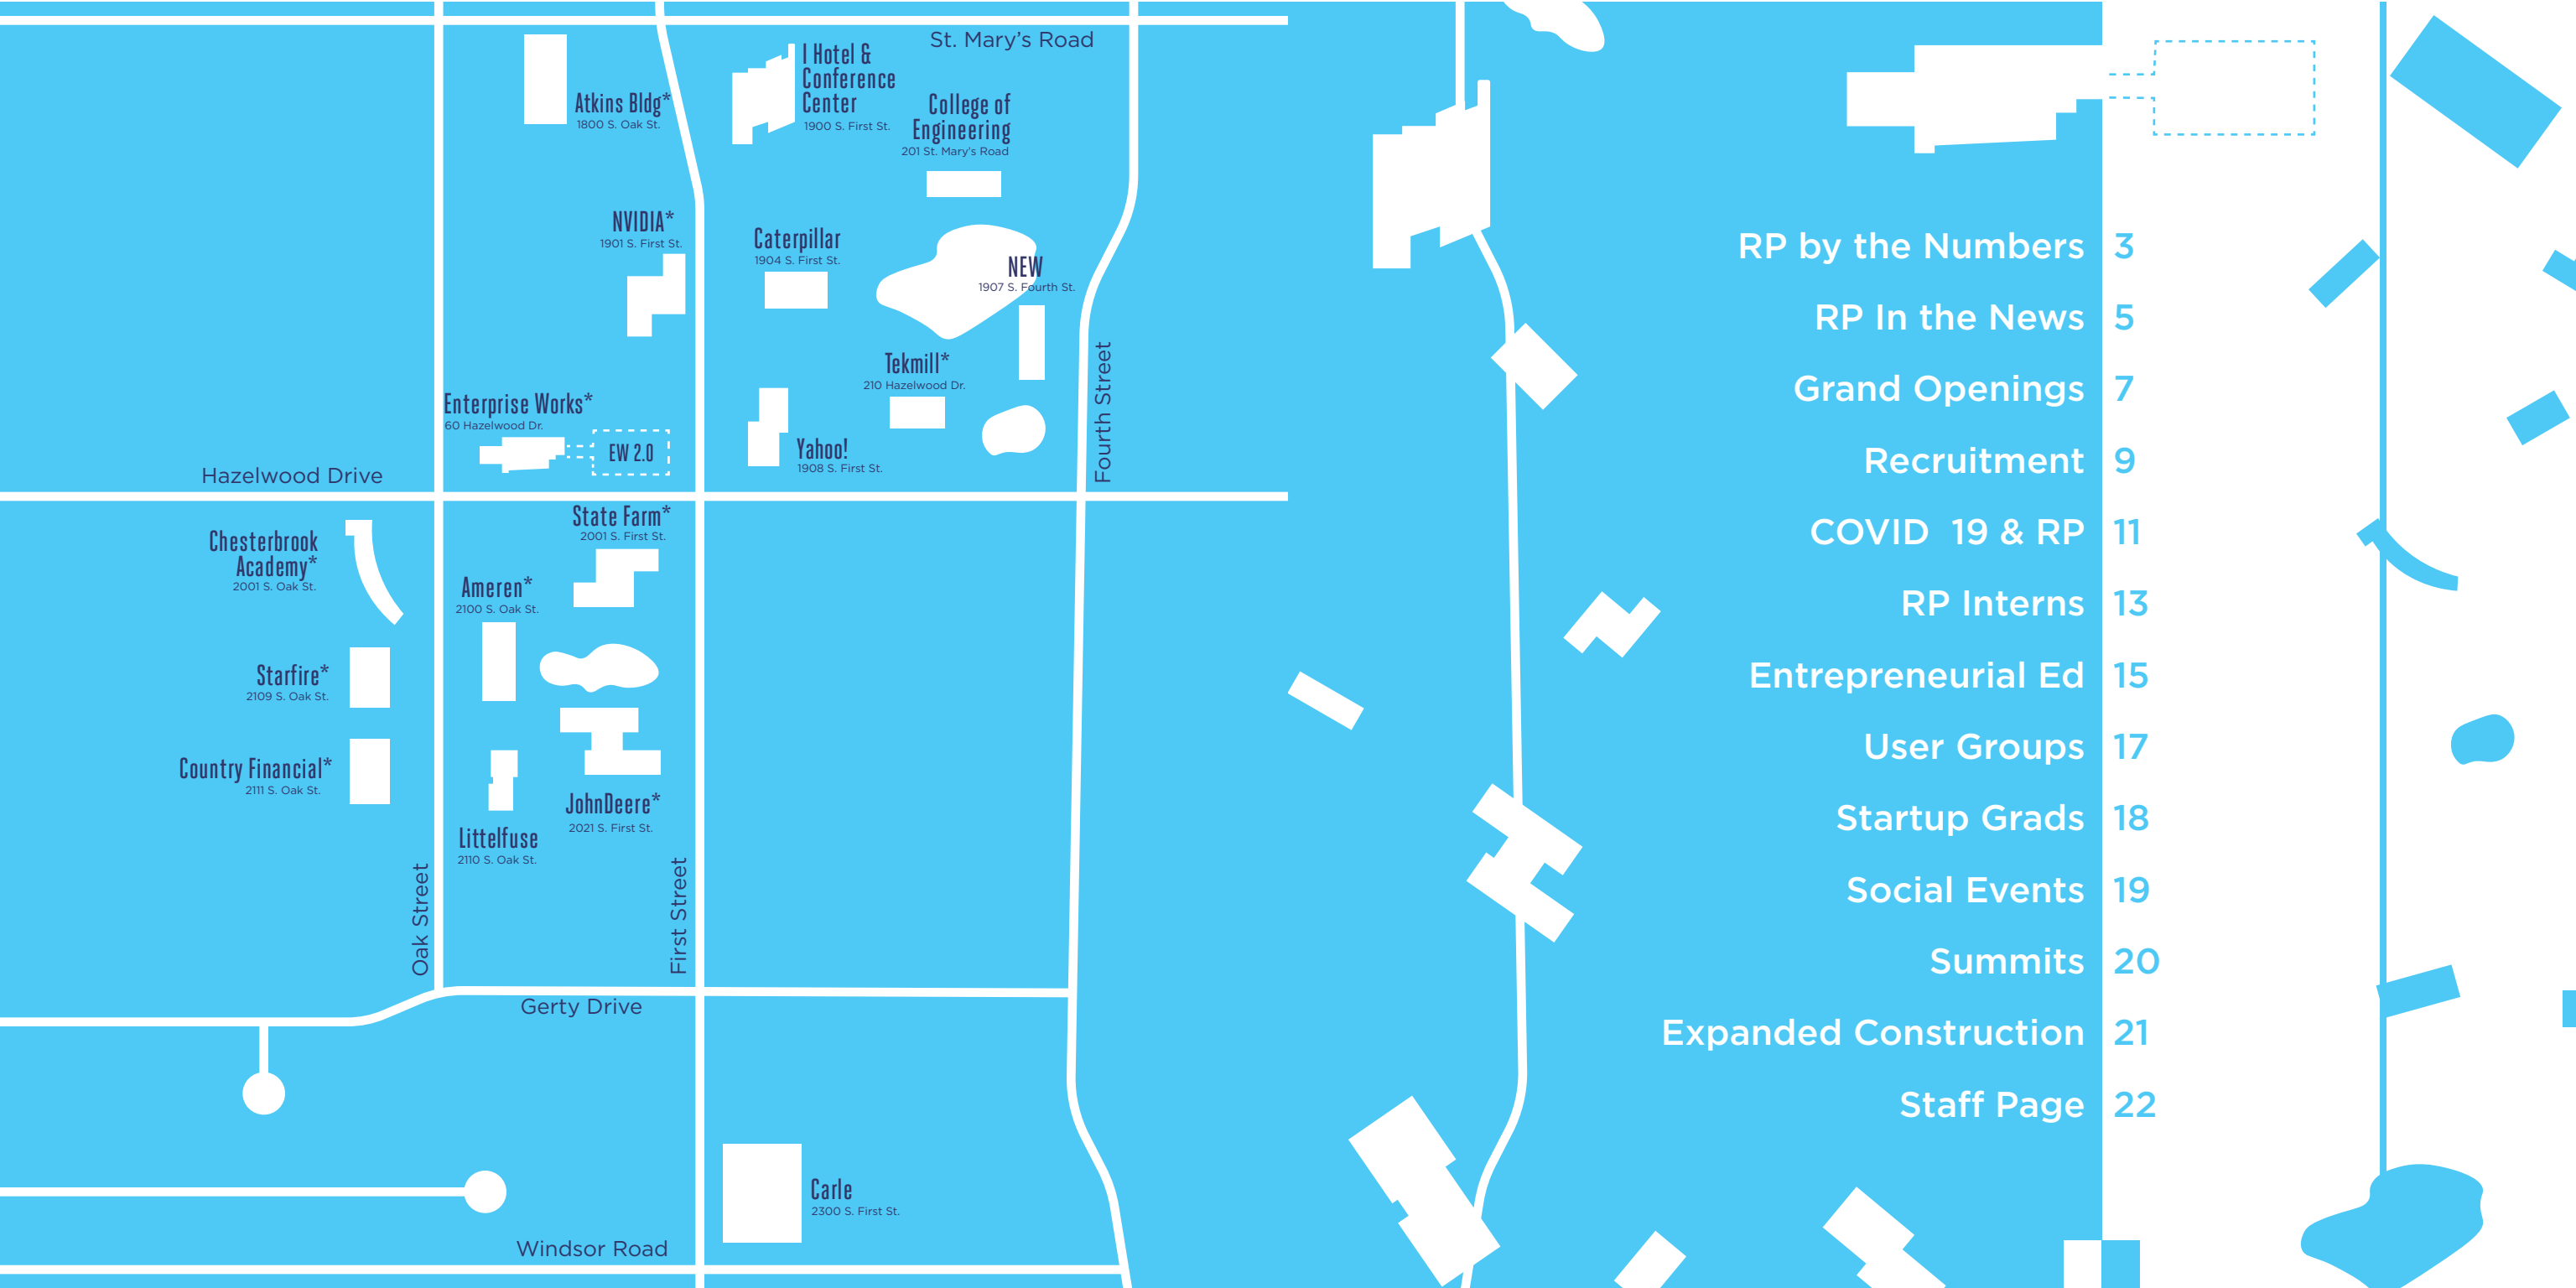 St. Mary's Road
Atkins Bldg*
1800 S. Oak St.
I Hotel &
Conference
Center
1900 S. First St.
College of
Engineering
201 St. Mary's Road
NVIDIA*
1901 S. First St.
Caterpillar
1904 S. First St.
NEW
1907 S. Fourth St.
Tekmill*
210 Hazelwood Dr.
Fourth Street
Enterprise Works*
60 Hazelwood Dr.
EW 2.0
Yahoo!
1908 S. First St.
Hazelwood Drive
State Farm*
2001 S. First St.
Chesterbrook
Academy*
2001 S. Oak St.
Ameren*
2100 S. Oak St.
Starfire*
2109 S. Oak St.
Country Financial*
2111 S. Oak St.
JohnDeere*
2021 S. First St.
Littelfuse
2110 S. Oak St.
Oak Street
First Street
Gerty Drive
Carle
2300 S. First St.
Windsor Road
RP by the Numbers 3
RP In the News 5
Grand Openings 7
Recruitment 9
COVID  19 & RP 11
RP Interns 13
Entrepreneurial Ed 15
User Groups 17
Startup Grads 18
Social Events 19
Summits 20
Expanded Construction 21
Staff Page 22